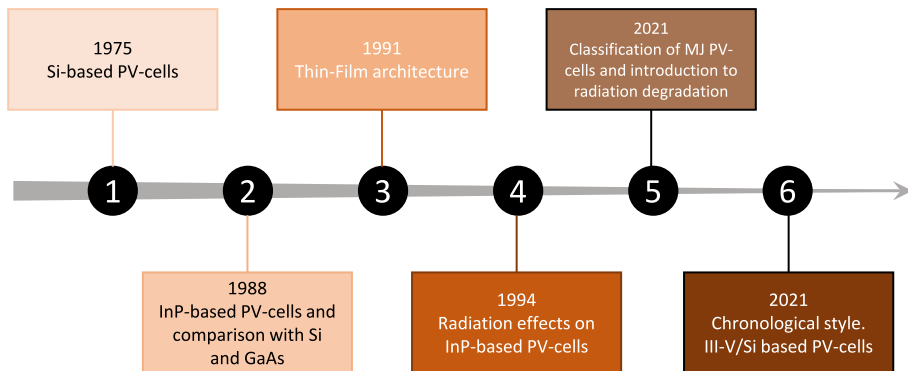 1975
Si-based PV-cells
1991
Thin-Film architecture
2021
Classification of MJ PV-
cells and introduction to
radiation degradation
1
2
3
4
5
6
1988
InP-based PV-cells and
comparison with Si
and GaAs
1994
Radiation effects on
InP-based PV-cells
2021
Chronological style.
III-V/Si based PV-cells